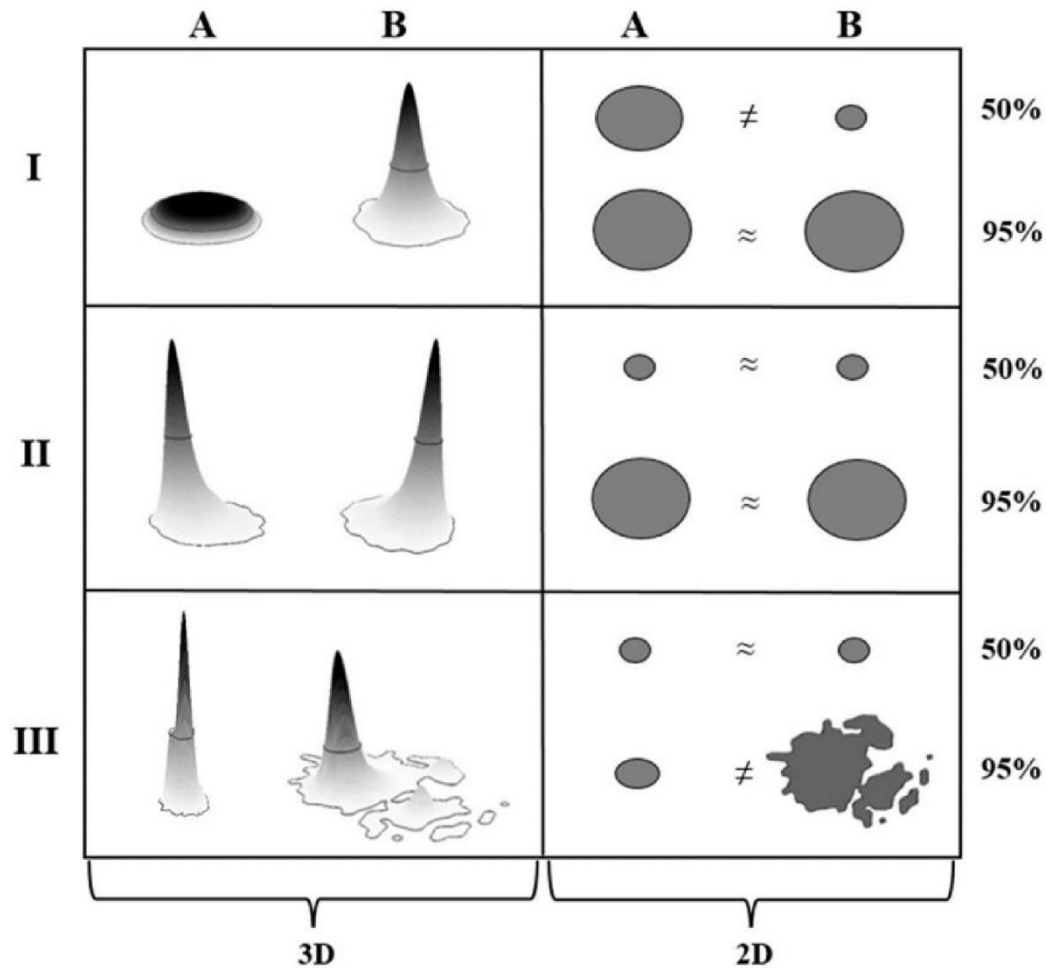 A B A B
I ≠ 50%
≈ 95%
II ≈ 50%
≈ 95%
III ≈ 50%
≠ 95%
3D 2D